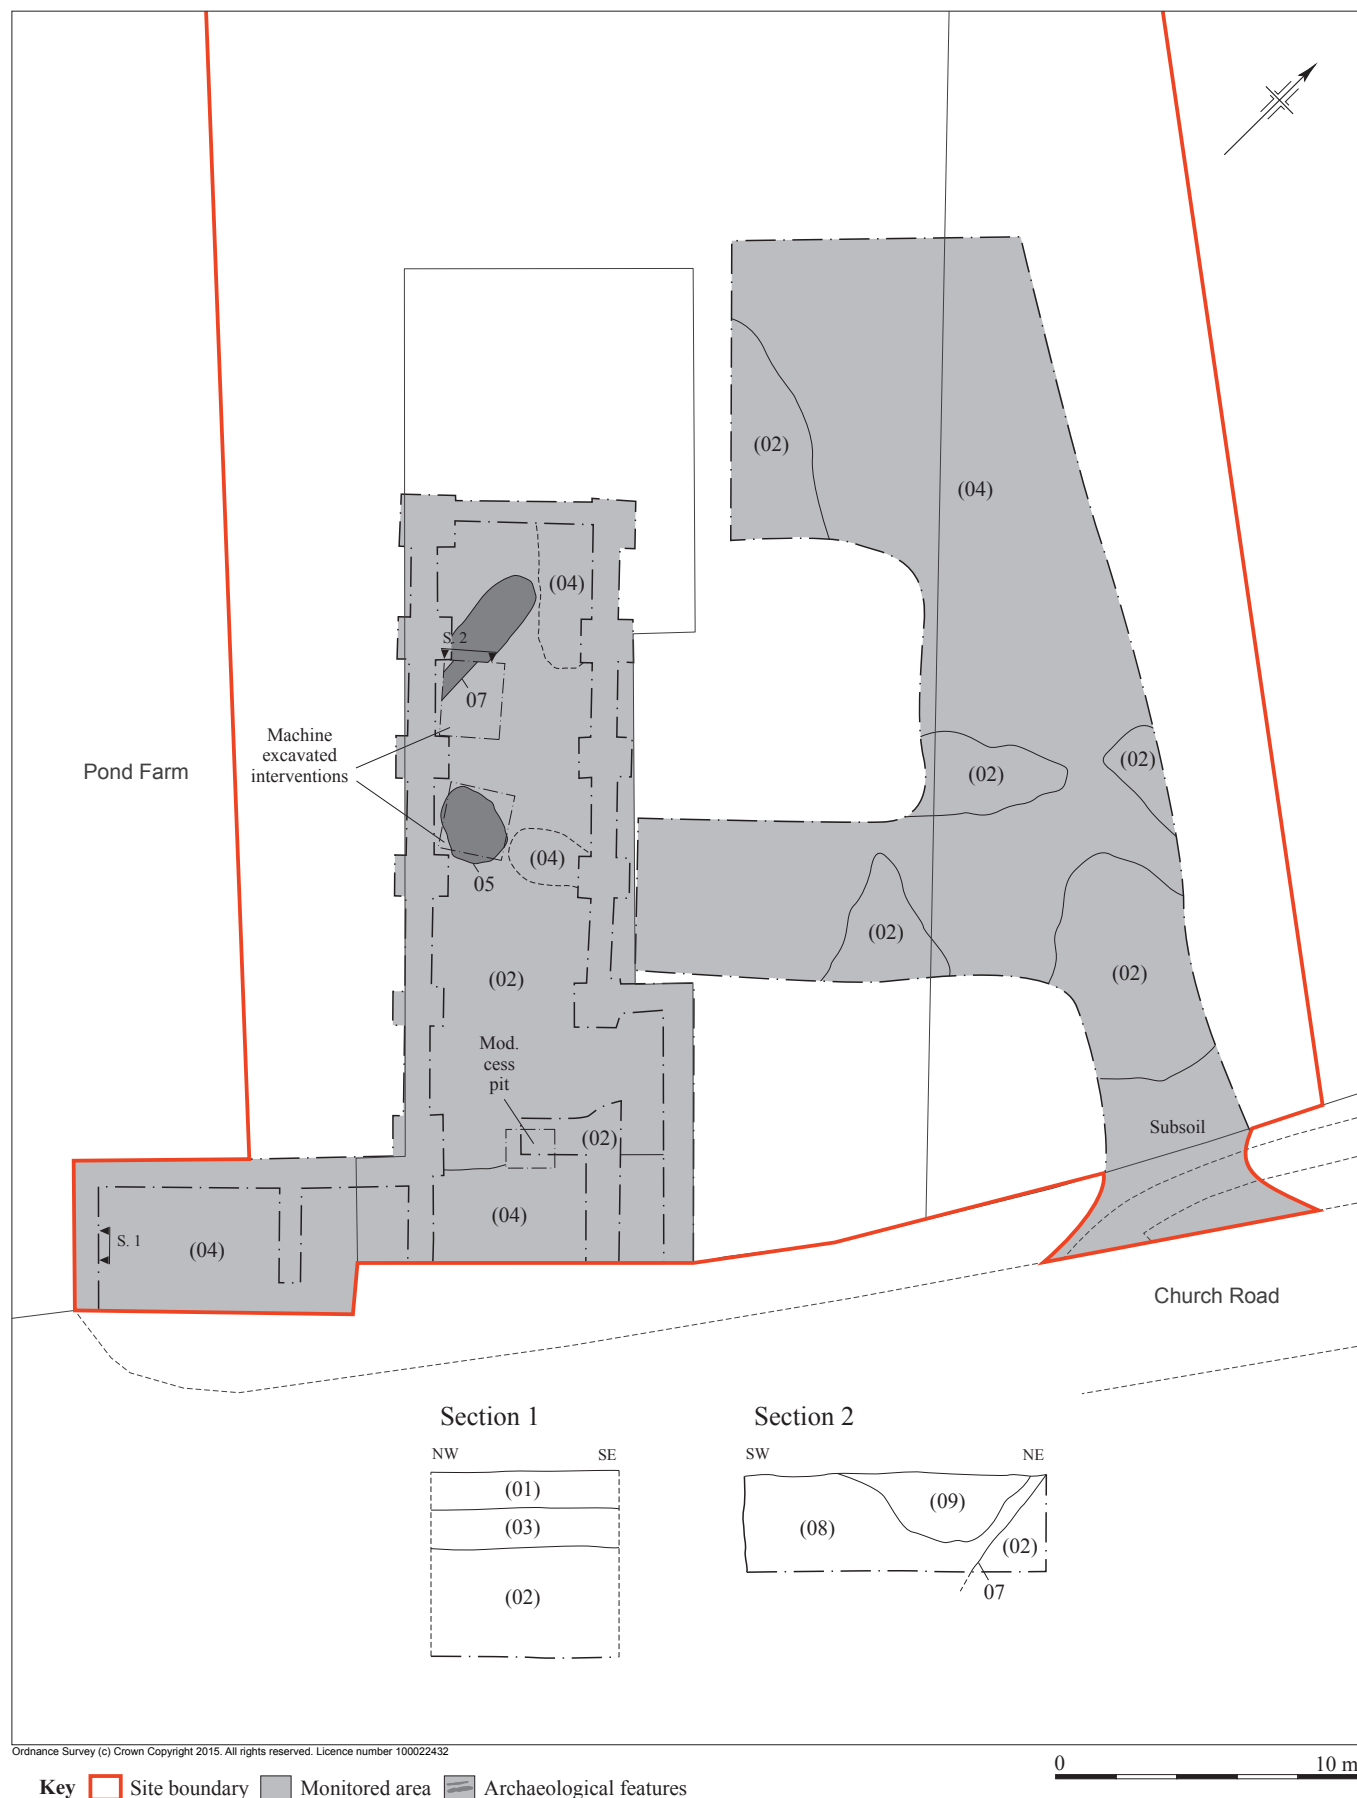 (02)
(04)
(04)
S. 2
07
Machine
excavated
interventions
Pond Farm
(02)
(02)
(04)
05
(02)
(02)
(02)
Mod.
cess
pit
(02)
Subsoil
(04)
S. 1
(04)
Church Road
Section 1
NW SE
(01)
(03)
(02)
Section 2
SW NE
(09)
(08)
(02)
07
Ordnance Survey (c) Crown Copyright 2015. All rights reserved. Licence number 100022432
0 10 m
Key Site boundary Monitored area Archaeological features